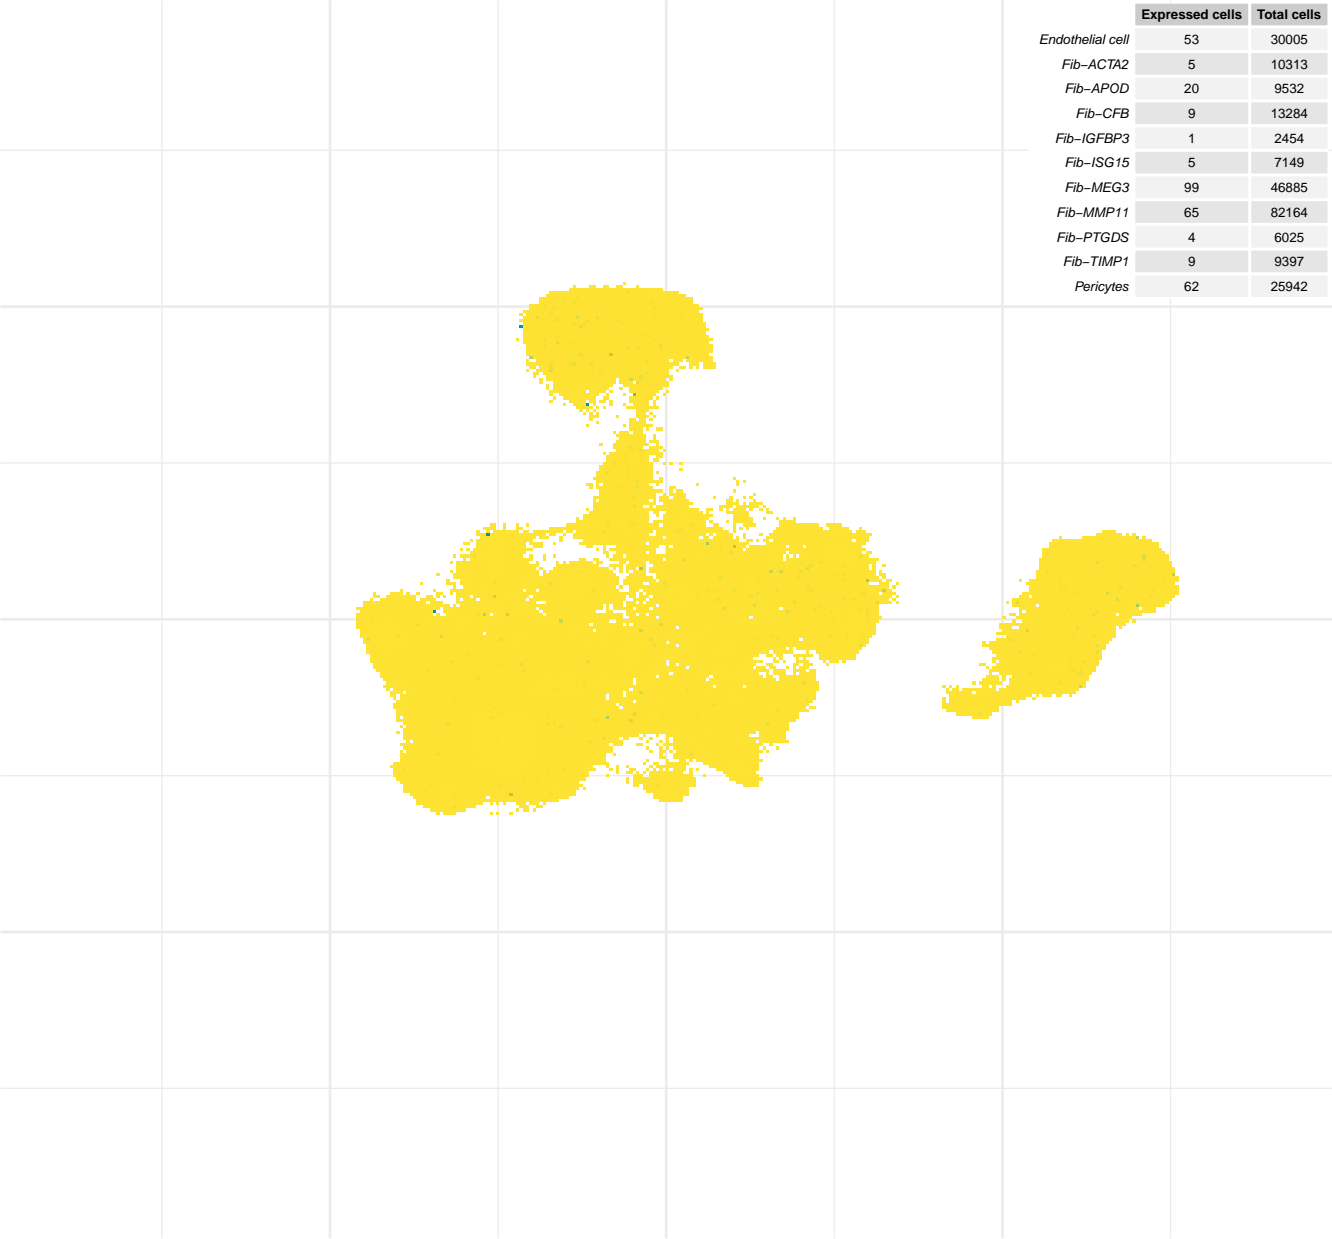 Expressed cells Total cells
Endothelial cell 53 30005
Fib−ACTA2 5 10313
Fib−APOD 20 9532
Fib−CFB 9 13284
Fib−IGFBP3 1 2454
Fib−ISG15 5 7149
Fib−MEG3 99 46885
Fib−MMP11 65 82164
Fib−PTGDS 4 6025
Fib−TIMP1 9 9397
Pericytes 62 25942